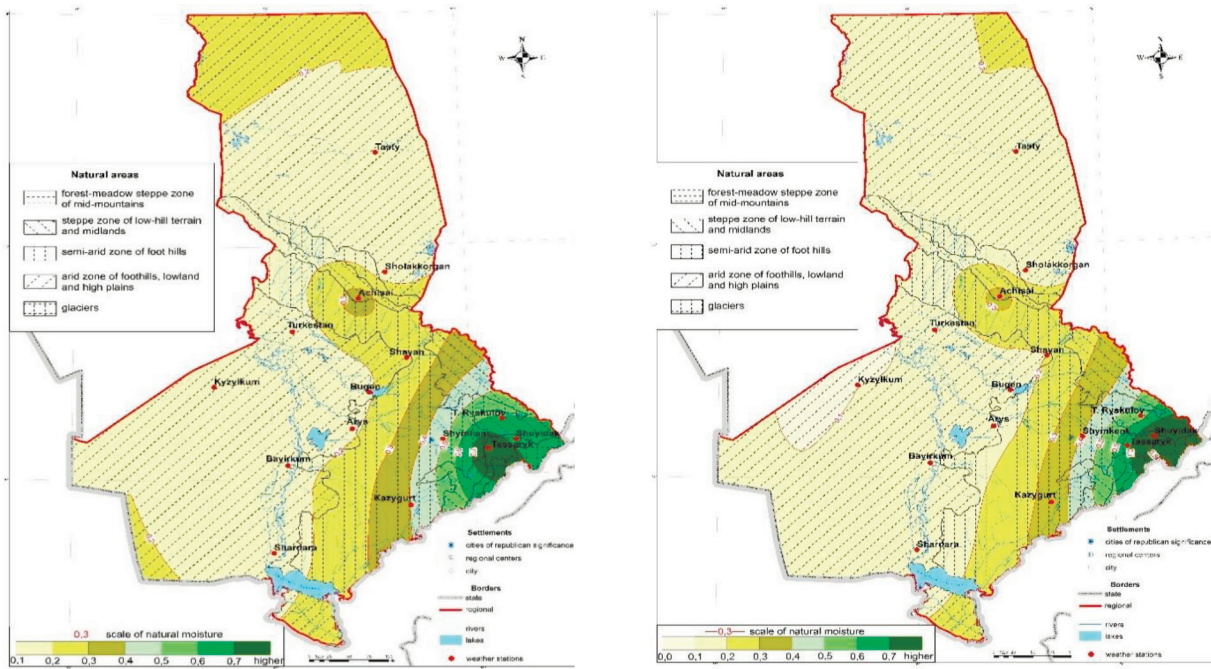 N
W E
S
Tasty
Natural areas
forest-meadow steppe zone
of mid-mountains
steppe zone of low-hill terrain
and midlands
semi-arid zone of foot hills
arid zone of foothills, lowland
and high plains
glaciers
Sholakkorgan
Achisai
Turkestan
Shayan
Kyzylkum
Bugen
T. Ryskulov
Arys
Shymkent
Shuyldak
Tassaryk
Bayirkum
Kazygurt
Shardara
Settlements
cities of republican significance
regional centers
city
Borders
state
regional
rivers
lakes
weather stations
0,3 scale of natural moisture
0,1 0,2 0,3 0,4 0,5 0,6 0,7 higher
N
W E
S
Tasty
Natural areas
forest-meadow steppe zone
of mid-mountains
steppe zone of low-hill terrain
and midlands
semi-arid zone of foot hills
arid zone of foothills, lowland
and high plains
glaciers
Sholakkorgan
Achisai
Turkestan
Shayan
Kyzylkum
Bugen
T. Ryskulov
Arys
Shymkent
Shuyldak
Tassaryk
Bayirkum
Kazygurt
Shardara
Settlements
cities of republican significance
regional centers
city
Borders
state
regional
rivers
lakes
weather stations
0,3 scale of natural moisture
0,0 0,1 0,2 0,3 0,4 0,5 0,6 0,7 higher